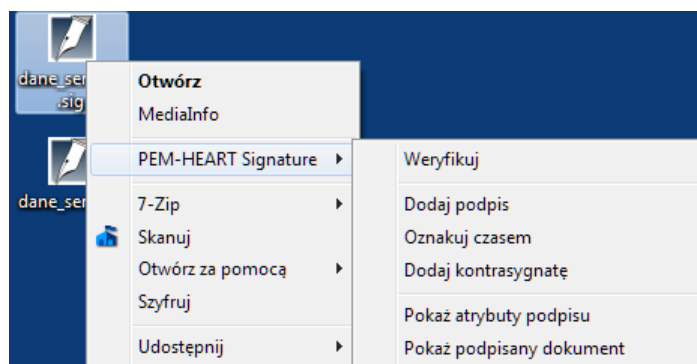 dane_ser
.sig
dane_ser
Otwórz
MediaInfo
PEM-HEART Signature
7-Zip
Skanuj
Otwórz za pomocą
Szyfruj
Udostępnij
Weryfikuj
Dodaj podpis
Oznakuj czasem
Dodaj kontrasygnatę
Pokaż atrybuty podpisu
Pokaż podpisany dokument